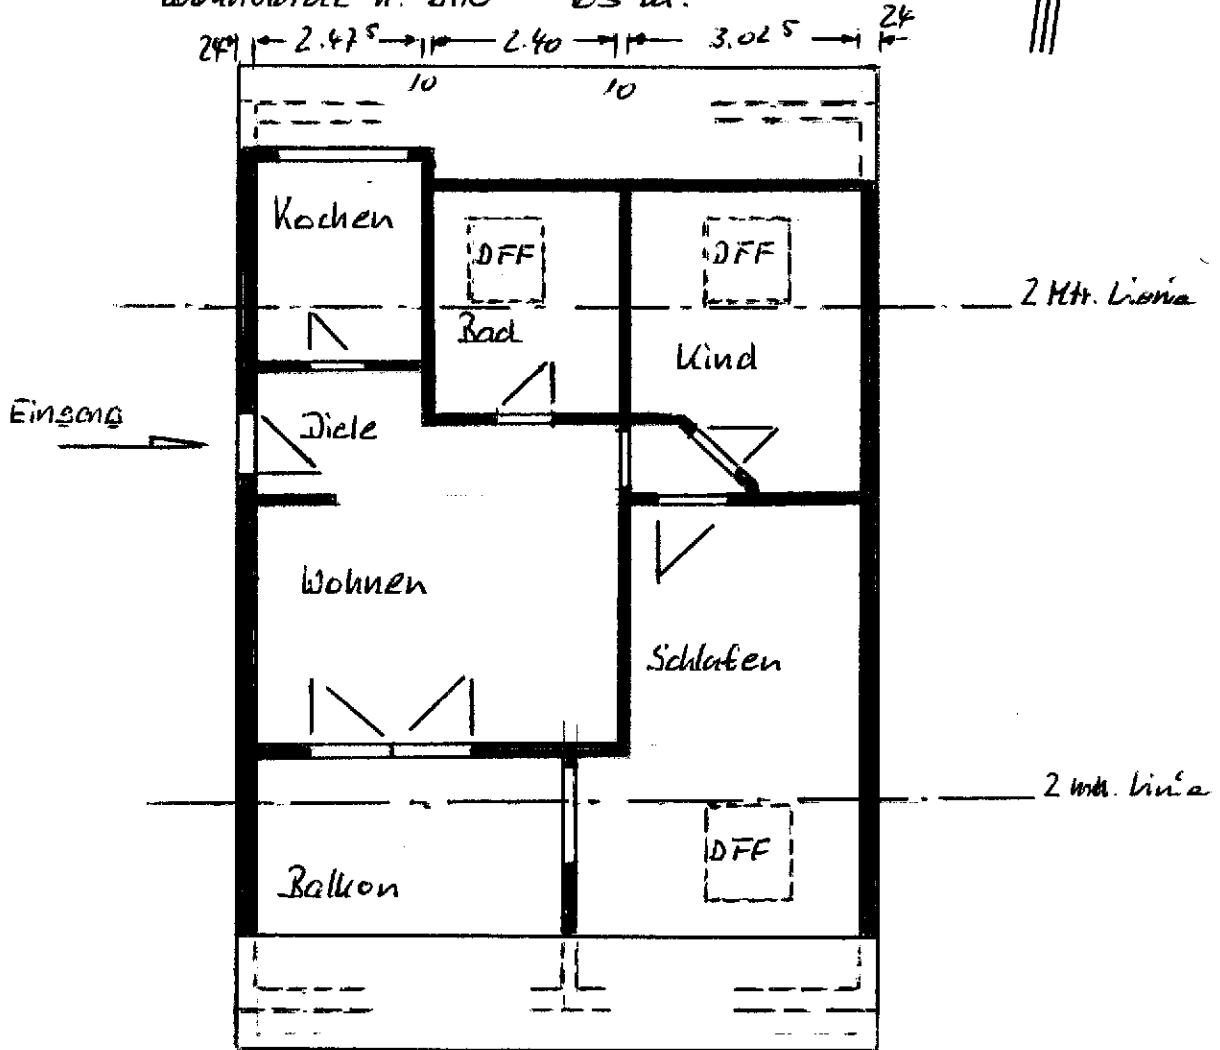 24 2.47⁵ 2.40 3.02⁵ 24
10 10
Kochen
DFF DFF
2 Mtr. Linie
Bad
Kind
Eingang
Diele
Wohnen
Schlafen
2 Mtr. Linie
DFF
Balkon